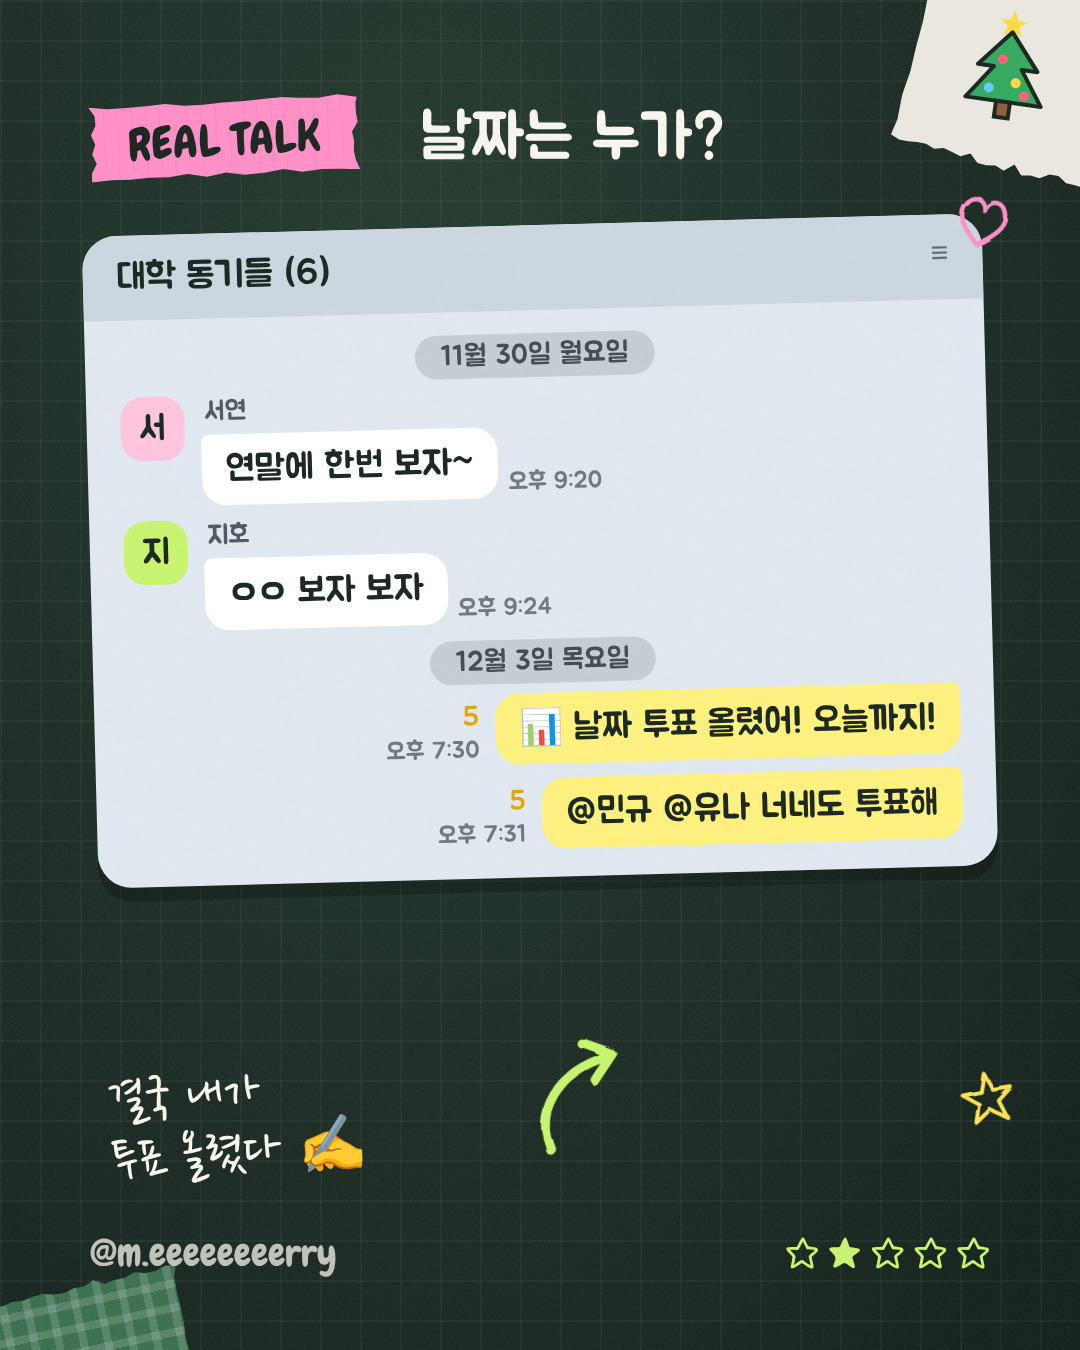 REAL TALK
날짜는 누가?
대학 동기들 (6)
11월 30일 월요일
서
서연
연말에 한번 보자~
오후 9:20
지
지호
ㅇㅇ 보자 보자
오후 9:24
12월 3일 목요일
5
오후 7:30
날짜 투표 올렸어! 오늘까지!
5
오후 7:31
@민규 @유나 너네도 투표해
결국 내가
투표 올렸다
@m.eeeeeeeerry